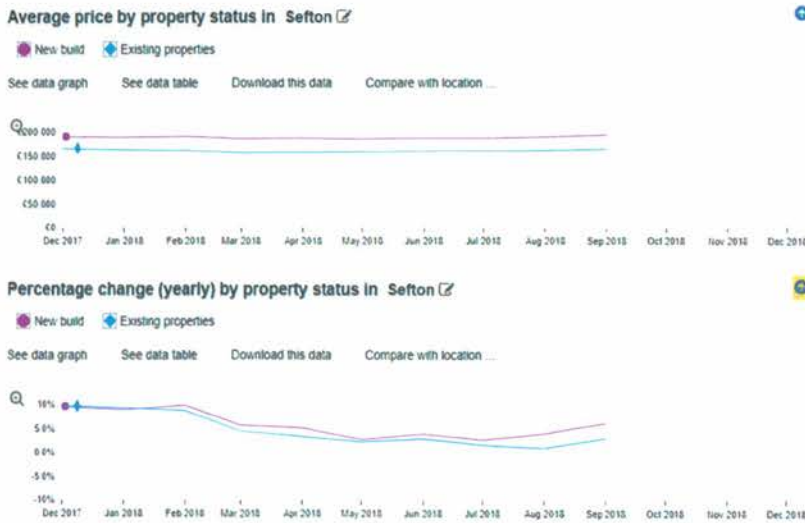 Average price by property status in Sefton
New build Existing properties
See data graph See data table Download this data Compare with location ...
£200 000
£150 000
£100 000
£50 000
£0
Dec 2017 Jan 2018 Feb 2018 Mar 2018 Apr 2018 May 2018 Jun 2018 Jul 2018 Aug 2018 Sep 2018 Oct 2018 Nov 2018 Dec 2018
Percentage change (yearly) by property status in Sefton
New build Existing properties
See data graph See data table Download this data Compare with location ...
10%
5.0%
0.0%
-5.0%
-10%
Dec 2017 Jan 2018 Feb 2018 Mar 2018 Apr 2018 May 2018 Jun 2018 Jul 2018 Aug 2018 Sep 2018 Oct 2018 Nov 2018 Dec 2018